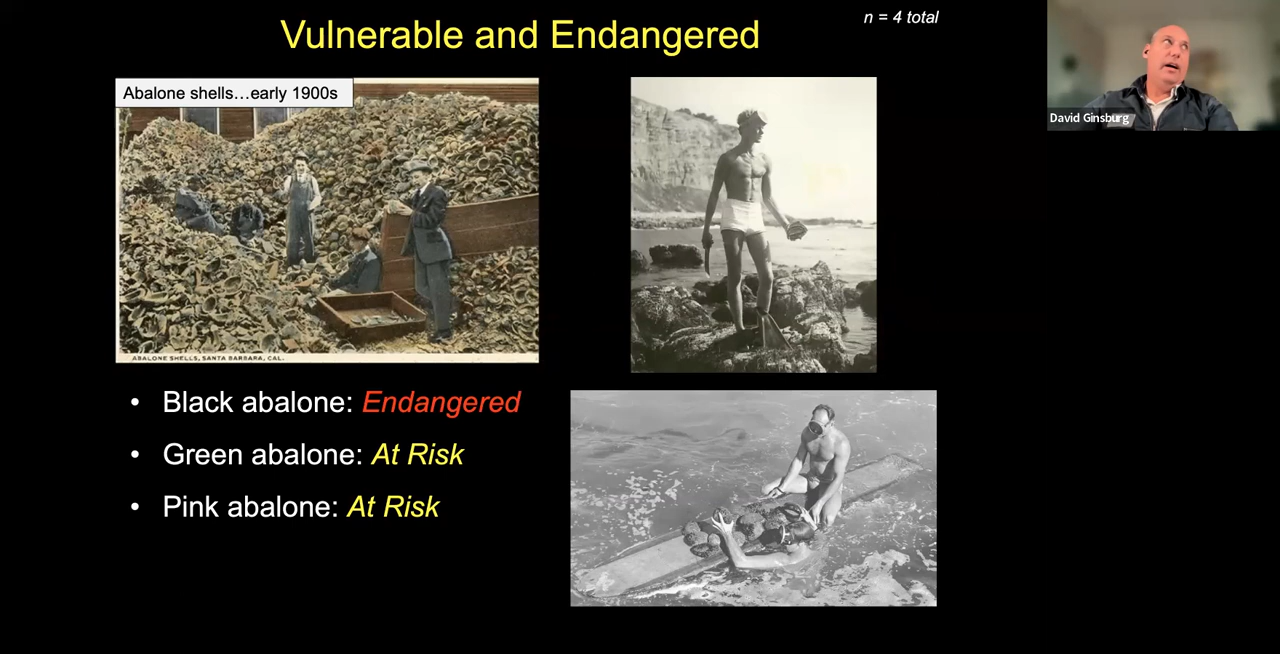 Vulnerable and Endangered
n = 4 total
David Ginsburg
Abalone shells…early 1900s
ABALONE SHELLS, SANTA BARBARA, CAL.
• Black abalone: Endangered
• Green abalone: At Risk
• Pink abalone: At Risk